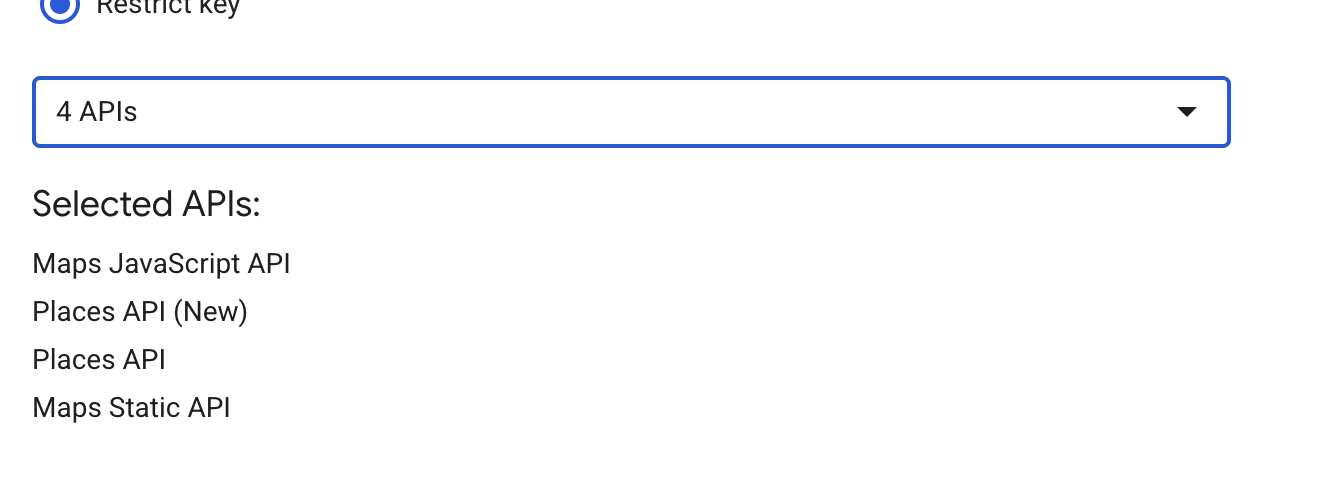 Restrict key
4 APIs
Selected APIs:
Maps JavaScript API
Places API (New)
Places API
Maps Static API